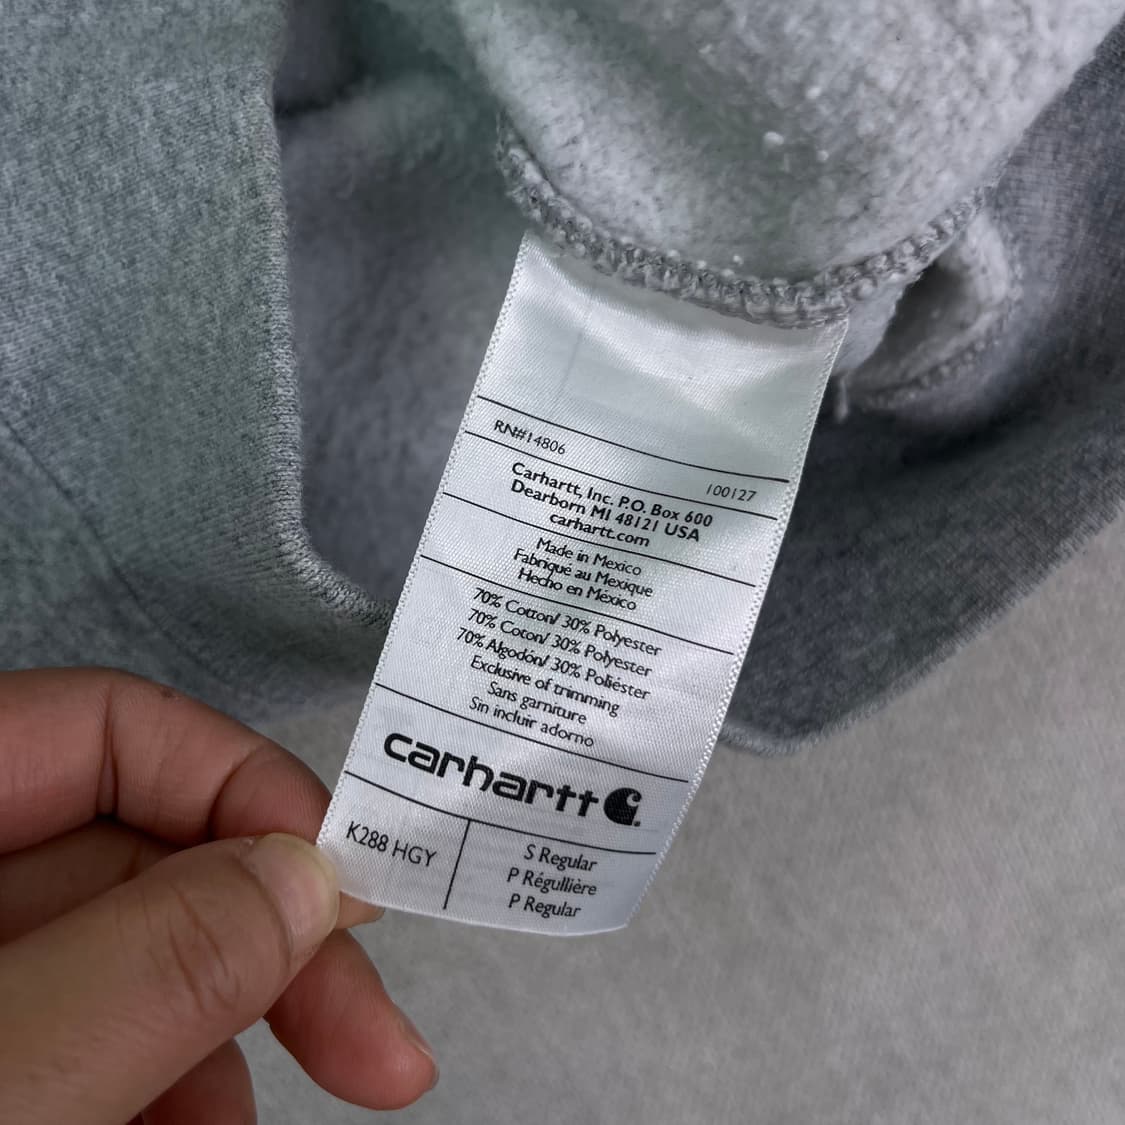 RN#14806
100127
Carhartt, Inc. P.O. Box 600
Dearborn MI 48121 USA
carhartt.com
Made in Mexico
Fabriqué au Mexique
Hecho en México
70% Cotton/ 30% Polyester
70% Coton/ 30% Polyester
70% Algodón/ 30% Poliéster
Exclusive of trimming
Sans garniture
Sin incluir adorno
carhartt
K288 HGY
S Regular
P Régullière
P Regular